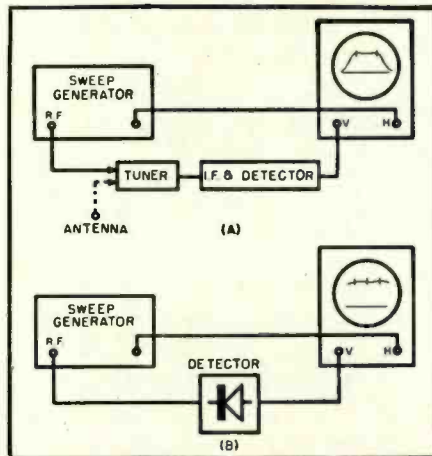 SWEEP
GENERATOR
R F
V
H
TUNER
I.F. & DETECTOR
ANTENNA
(A)
SWEEP
GENERATOR
R F
V
H
DETECTOR
(B)